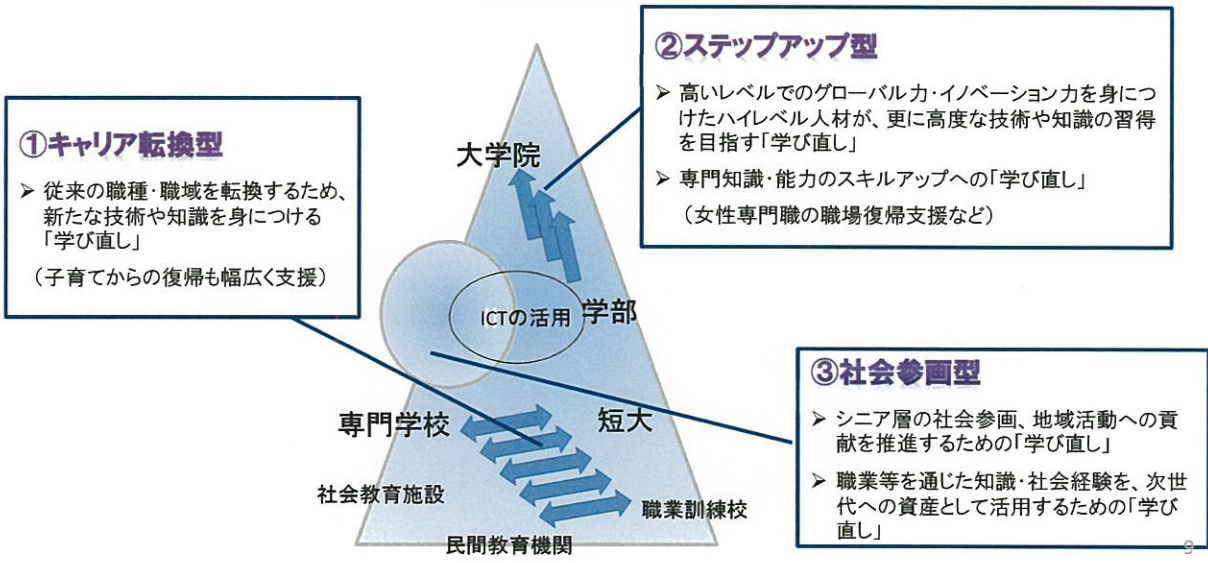 ①キャリア転換型
➤ 従来の職種・職域を転換するため、
新たな技術や知識を身につける
「学び直し」
（子育てからの復帰も幅広く支援）
②ステップアップ型
➤ 高いレベルでのグローバル力・イノベーション力を身につ
けたハイレベル人材が、更に高度な技術や知識の習得
を目指す「学び直し」
➤ 専門知識・能力のスキルアップへの「学び直し」
（女性専門職の職場復帰支援など）
大学院
ICTの活用
学部
専門学校
短大
社会教育施設
職業訓練校
民間教育機関
③社会参画型
➤ シニア層の社会参画、地域活動への貢
献を推進するための「学び直し」
➤ 職業等を通じた知識・社会経験を、次世
代への資産として活用するための「学び
直し」
9